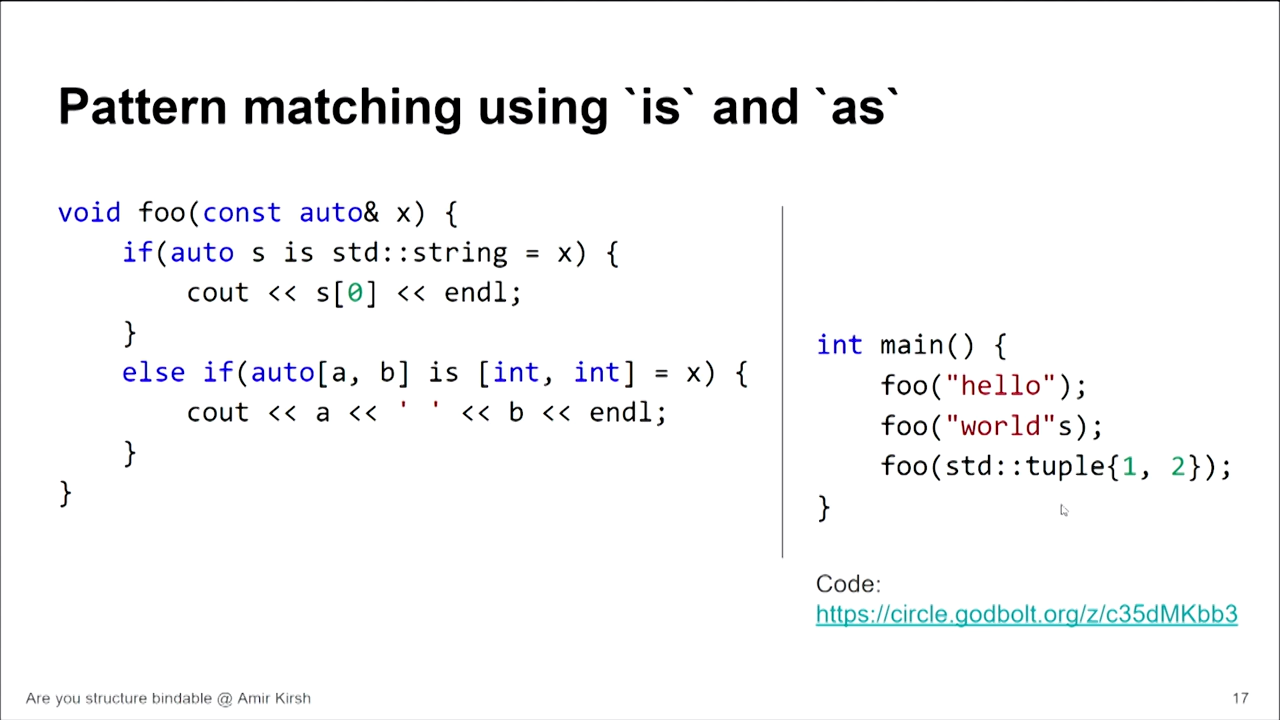 Pattern matching using `is` and `as`
void foo(const auto& x) {
    if(auto s is std::string = x) {
        cout << s[0] << endl;
    }
    else if(auto[a, b] is [int, int] = x) {
        cout << a << ' ' << b << endl;
    }
}
int main() {
    foo("hello");
    foo("world"s);
    foo(std::tuple{1, 2});
}
Code:
https://circle.godbolt.org/z/c35dMKbb3
Are you structure bindable @ Amir Kirsh
17